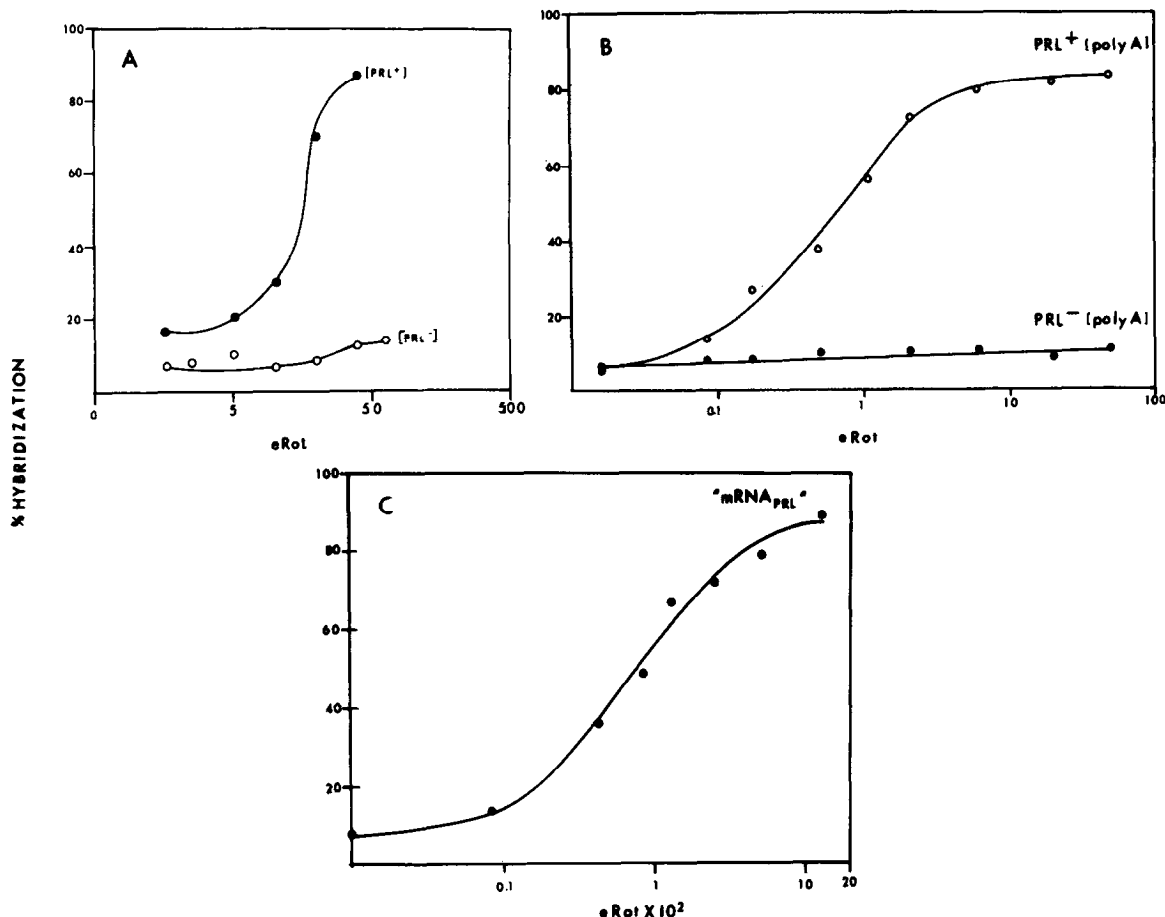 % HYBRIDIZATION
A
100
80
60
40
20
[PRL+]
[PRL-]
0
5
50
500
eRot
B
100
80
60
40
20
PRL+ [poly A]
PRL- [poly A]
0.1
1
10
100
eRot
C
100
80
60
40
20
"mRNAPRL"
0.1
1
10
20
eRot X 10²